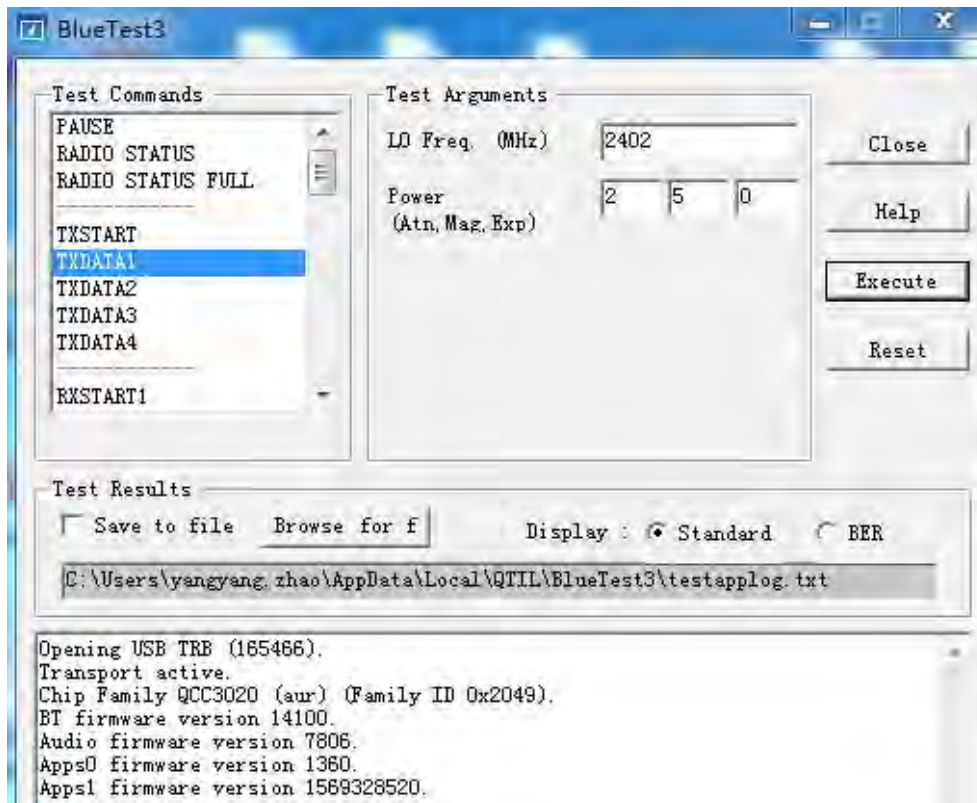 BlueTest3
Test Commands
PAUSE
RADIO STATUS
RADIO STATUS FULL
TXSTART
TXDATA1
TXDATA2
TXDATA3
TXDATA4
RXSTART1
Test Arguments
LO Freq. (MHz) 2402
Power (Atn, Mag, Exp) 2 5 0
Close
Help
Execute
Reset
Test Results
Save to file Browse for f Display : Standard BER
C:\Users\yangyang.zhao\AppData\Local\QTIL\BlueTest3\testapplog.txt
Opening USB TRB (165466).
Transport active.
Chip Family QCC3020 (aur) (Family ID 0x2049).
BT firmware version 14100.
Audio firmware version 7806.
Apps0 firmware version 1360.
Apps1 firmware version 1569328520.